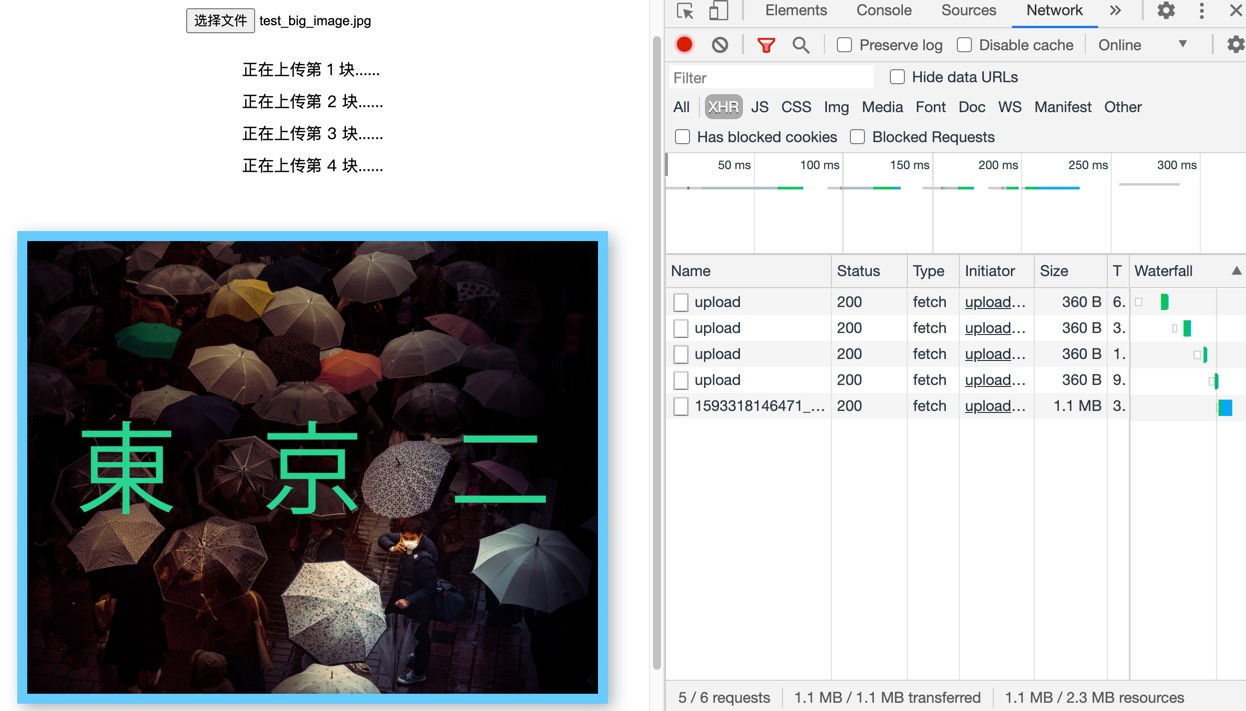 选择文件 test_big_image.jpg
正在上传第 1 块......
正在上传第 2 块......
正在上传第 3 块......
正在上传第 4 块......
東 京 二
Elements Console Sources Network »
Preserve log Disable cache Online ▼
Filter Hide data URLs
All XHR JS CSS Img Media Font Doc WS Manifest Other
Has blocked cookies Blocked Requests
50 ms 100 ms 150 ms 200 ms 250 ms 300 ms
Name Status Type Initiator Size T Waterfall ▲
upload 200 fetch upload… 360 B 6.
upload 200 fetch upload… 360 B 3.
upload 200 fetch upload… 360 B 1.
upload 200 fetch upload… 360 B 9.
1593318146471_... 200 fetch upload… 1.1 MB 3.
5 / 6 requests 1.1 MB / 1.1 MB transferred 1.1 MB / 2.3 MB resources